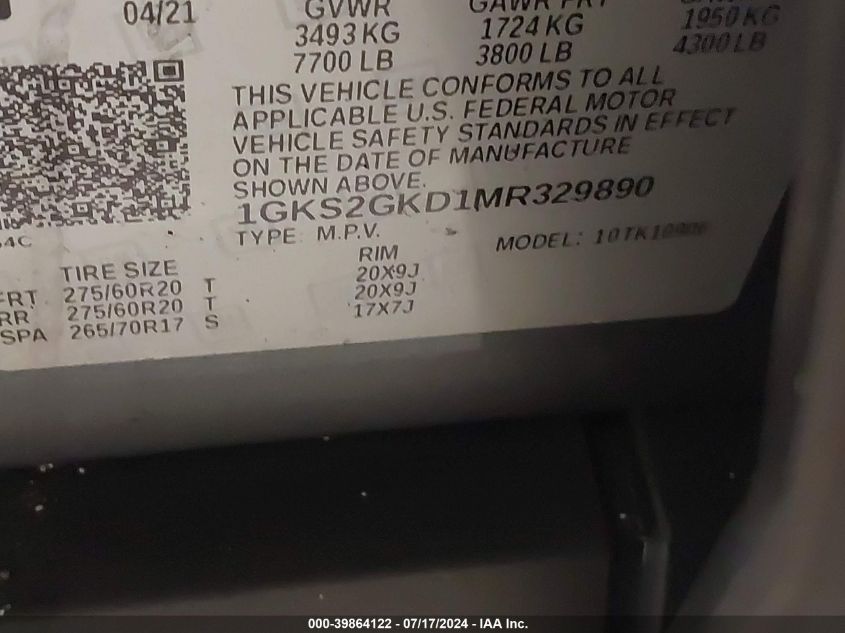 04/21 GVWR GAWR FRT
3493 KG 1724 KG 1950 KG
7700 LB 3800 LB 4300 LB
THIS VEHICLE CONFORMS TO ALL
APPLICABLE U.S. FEDERAL MOTOR
VEHICLE SAFETY STANDARDS IN EFFECT
ON THE DATE OF MANUFACTURE
SHOWN ABOVE.
1GKS2GKD1MR329890
TYPE: M.P.V. MODEL:
TIRE SIZE RIM
FRT 275/60R20 T 20X9J
RR 275/60R20 T 20X9J
SPA 265/70R17 S 17X7J
000-39864122 - 07/17/2024 - IAA Inc.